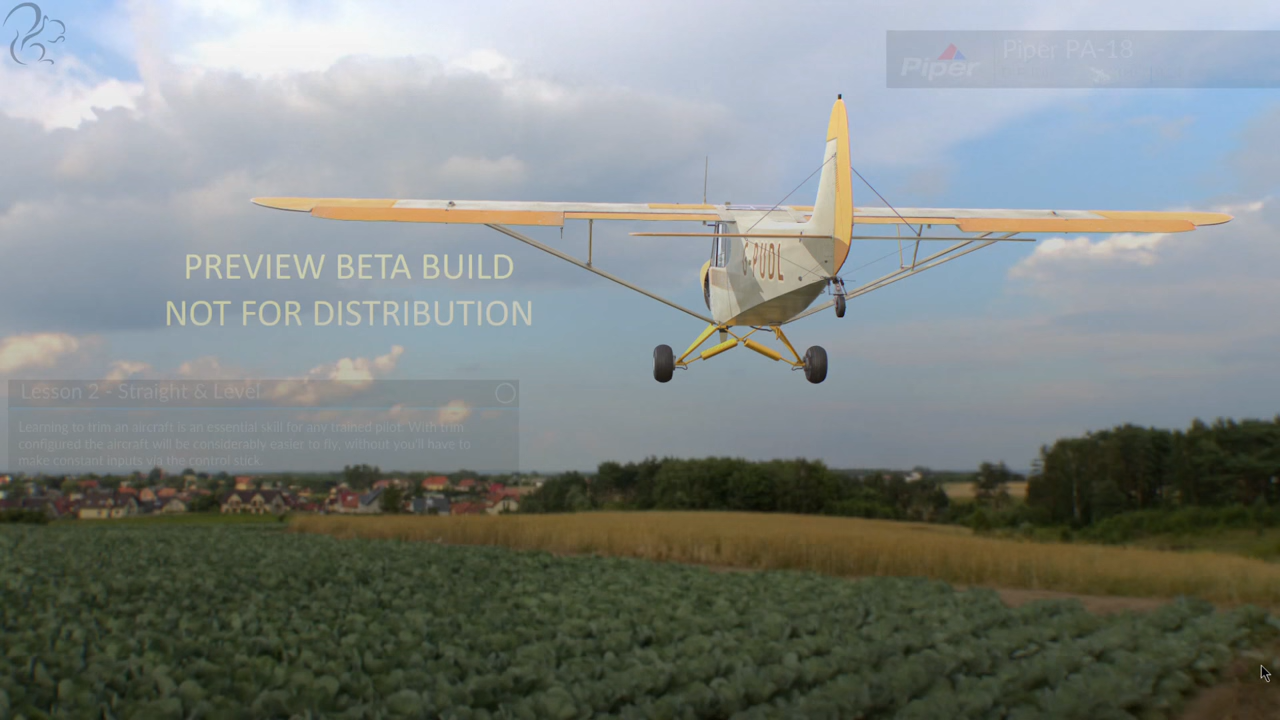 Piper
Piper PA-18
G-PUDL
PREVIEW BETA BUILD
NOT FOR DISTRIBUTION
Lesson 2 - Straight & Level
Learning to trim an aircraft is an essential skill for any trained pilot. With trim
configured the aircraft will be considerably easier to fly, without you'll have to
make constant inputs via the control stick.